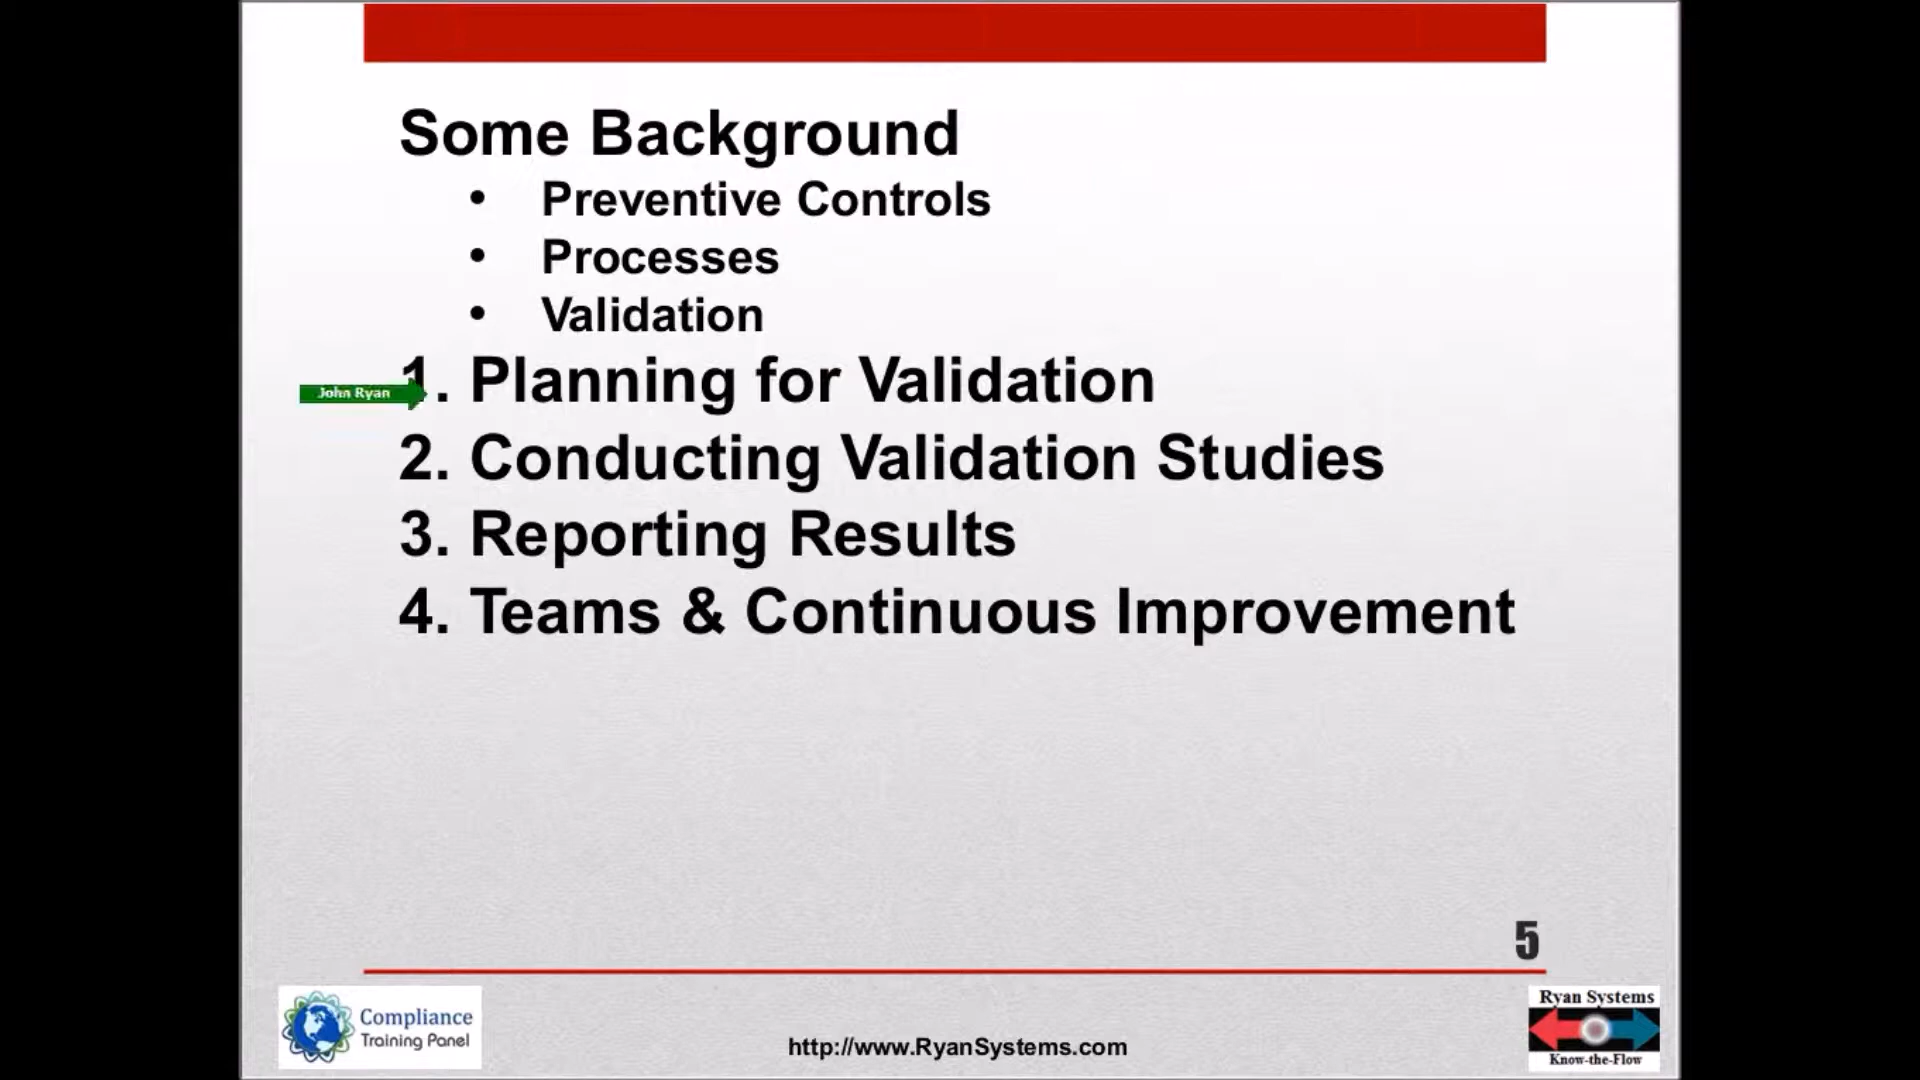 Some Background
• Preventive Controls
• Processes
• Validation
John Ryan
1. Planning for Validation
2. Conducting Validation Studies
3. Reporting Results
4. Teams & Continuous Improvement
5
Compliance
Training Panel
http://www.RyanSystems.com
Ryan Systems
Know-the-Flow